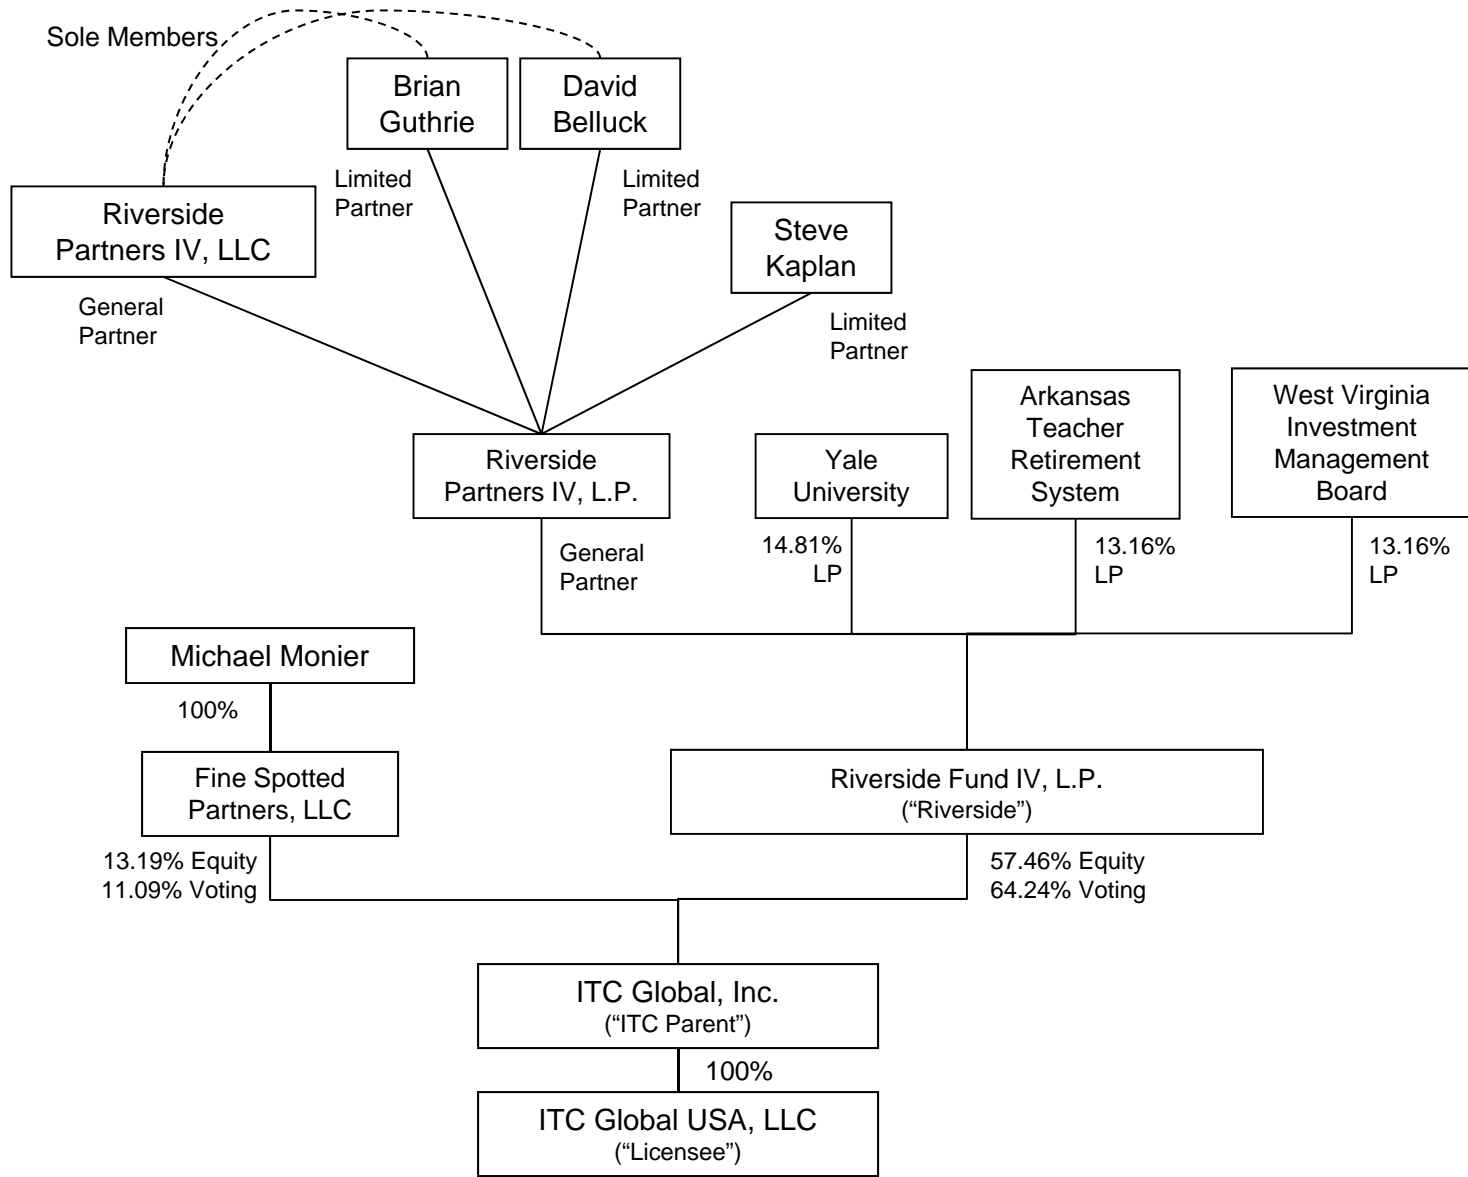 Sole Members
Brian
Guthrie
David
Belluck
Limited
Partner
Limited
Partner
Riverside
Partners IV, LLC
Steve
Kaplan
General
Partner
Limited
Partner
Riverside
Partners IV, L.P.
Yale
University
Arkansas
Teacher
Retirement
System
West Virginia
Investment
Management
Board
General
Partner
14.81%
LP
13.16%
LP
13.16%
LP
Michael Monier
100%
Fine Spotted
Partners, LLC
Riverside Fund IV, L.P.
(“Riverside”)
13.19% Equity
11.09% Voting
57.46% Equity
64.24% Voting
ITC Global, Inc.
(“ITC Parent”)
100%
ITC Global USA, LLC
(“Licensee”)